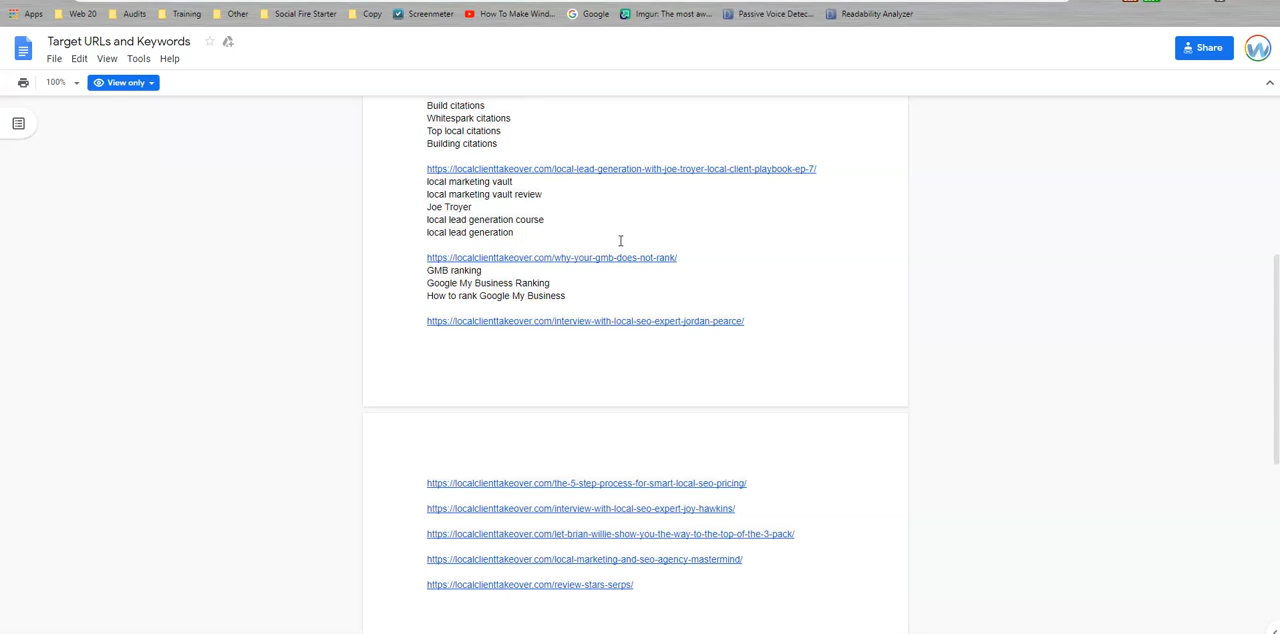 Apps
Web 20
Audits
Training
Other
Social Fire Starter
Copy
Screenmeter
How To Make Wind...
Google
Imgur: The most aw...
Passive Voice Detec...
Readability Analyzer
Target URLs and Keywords
Share
File Edit View Tools Help
100%
View only
Build citations
Whitespark citations
Top local citations
Building citations
https://localclienttakeover.com/local-lead-generation-with-joe-troyer-local-client-playbook-ep-7/
local marketing vault
local marketing vault review
Joe Troyer
local lead generation course
local lead generation
https://localclienttakeover.com/why-your-gmb-does-not-rank/
GMB ranking
Google My Business Ranking
How to rank Google My Business
https://localclienttakeover.com/interview-with-local-seo-expert-jordan-pearce/
https://localclienttakeover.com/the-5-step-process-for-smart-local-seo-pricing/
https://localclienttakeover.com/interview-with-local-seo-expert-joy-hawkins/
https://localclienttakeover.com/let-brian-willie-show-you-the-way-to-the-top-of-the-3-pack/
https://localclienttakeover.com/local-marketing-and-seo-agency-mastermind/
https://localclienttakeover.com/review-stars-serps/